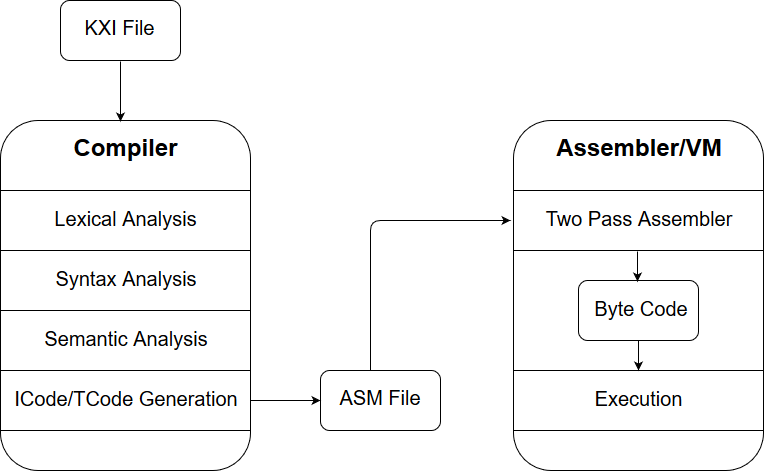 KXI File
Compiler
Lexical Analysis
Syntax Analysis
Semantic Analysis
ICode/TCode Generation
ASM File
Assembler/VM
Two Pass Assembler
Byte Code
Execution